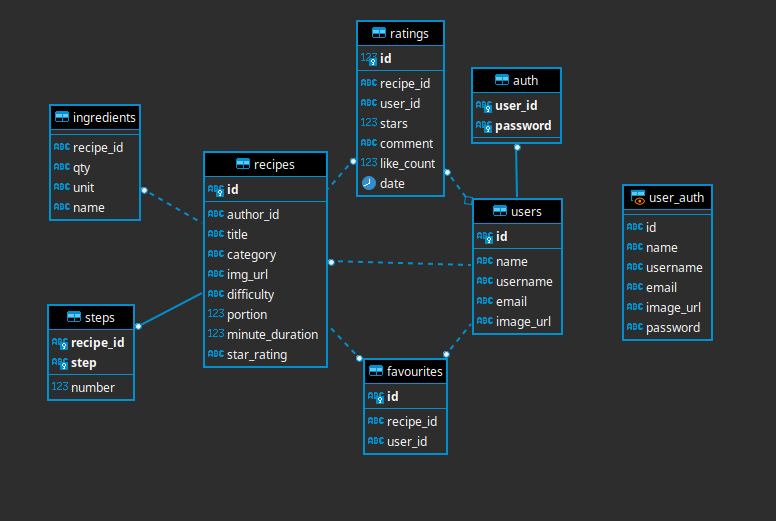 ratings
123 id
ABC recipe_id
ABC user_id
123 stars
ABC comment
123 like_count
date
auth
ABC user_id
ABC password
ingredients
ABC recipe_id
ABC qty
ABC unit
ABC name
recipes
ABC id
ABC author_id
ABC title
ABC category
ABC img_url
ABC difficulty
123 portion
123 minute_duration
ABC star_rating
users
ABC id
ABC name
ABC username
ABC email
ABC image_url
user_auth
ABC id
ABC name
ABC username
ABC email
ABC image_url
ABC password
steps
ABC recipe_id
ABC step
123 number
favourites
ABC id
ABC recipe_id
ABC user_id